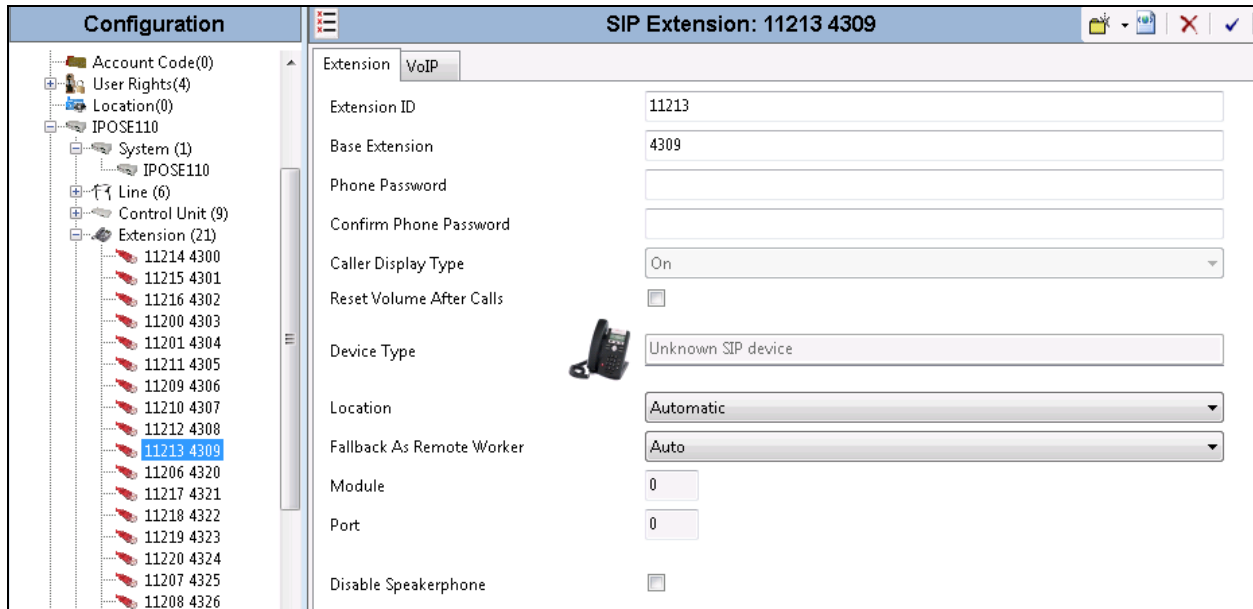 Configuration
Account Code(0)
User Rights(4)
Location(0)
IPOSE110
System (1)
IPOSE110
Line (6)
Control Unit (9)
Extension (21)
11214 4300
11215 4301
11216 4302
11200 4303
11201 4304
11211 4305
11209 4306
11210 4307
11212 4308
11213 4309
11206 4320
11217 4321
11218 4322
11219 4323
11220 4324
11207 4325
11208 4326
SIP Extension: 11213 4309
Extension VoIP
Extension ID 11213
Base Extension 4309
Phone Password
Confirm Phone Password
Caller Display Type On
Reset Volume After Calls
Device Type Unknown SIP device
Location Automatic
Fallback As Remote Worker Auto
Module 0
Port 0
Disable Speakerphone